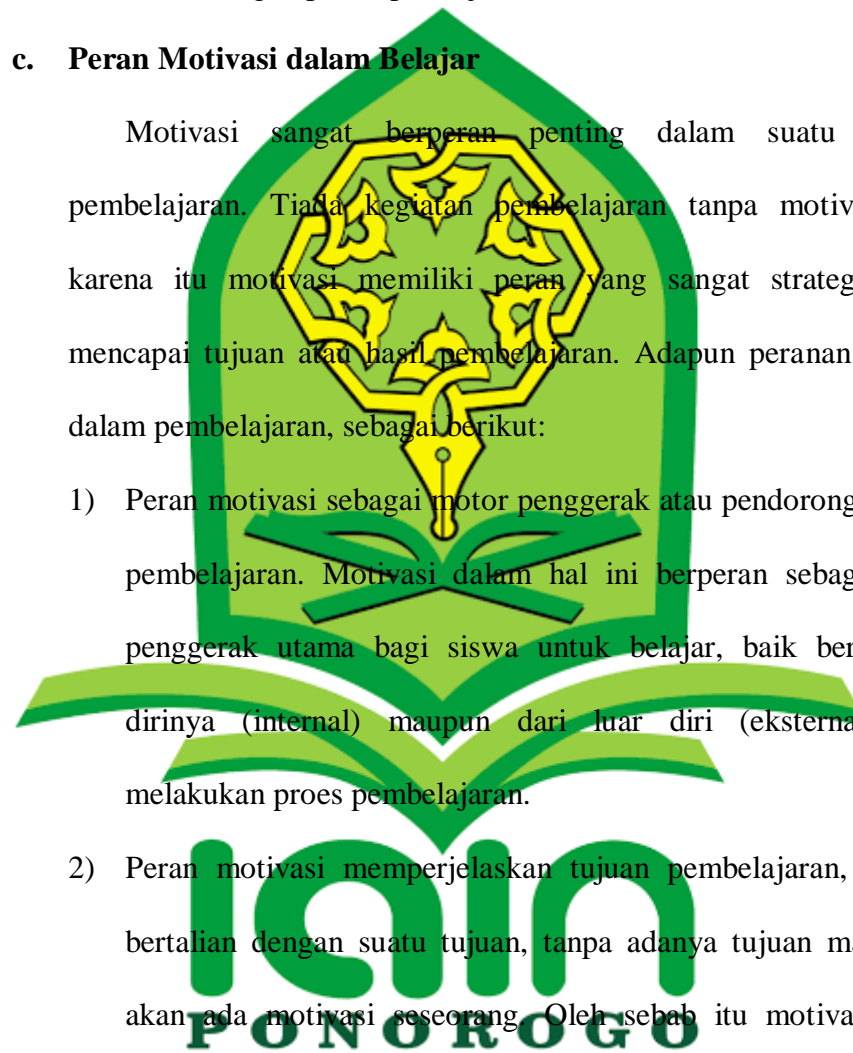 c. Peran Motivasi dalam Belajar
Motivasi sangat berperan penting dalam suatu
pembelajaran. Tiada kegiatan pembelajaran tanpa motiv
karena itu motivasi memiliki peran yang sangat strateg
mencapai tujuan atau hasil pembelajaran. Adapun peranan
dalam pembelajaran, sebagai berikut:
1) Peran motivasi sebagai motor penggerak atau pendorong
pembelajaran. Motivasi dalam hal ini berperan sebag
penggerak utama bagi siswa untuk belajar, baik ber
dirinya (internal) maupun dari luar diri (eksterna
melakukan proes pembelajaran.
2) Peran motivasi memperjelaskan tujuan pembelajaran,
bertalian dengan suatu tujuan, tanpa adanya tujuan ma
akan ada motivasi seseorang. Oleh sebab itu motiva
iain
PONOROGO